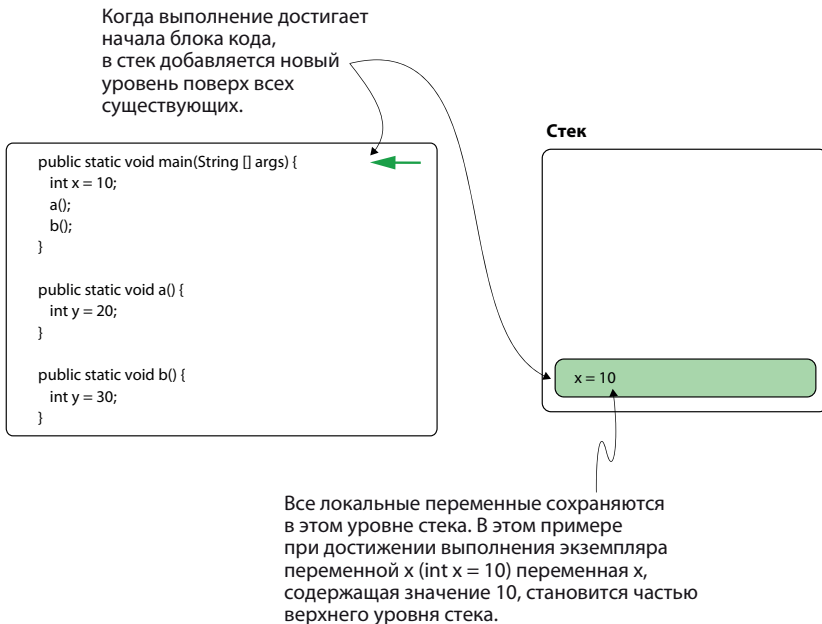 Когда выполнение достигает
начала блока кода,
в стек добавляется новый
уровень поверх всех
существующих.
public static void main(String [] args) {
int x = 10;
a();
b();
}
public static void a() {
int y = 20;
}
public static void b() {
int y = 30;
}
Стек
x = 10
Все локальные переменные сохраняются
в этом уровне стека. В этом примере
при достижении выполнения экземпляра
переменной x (int x = 10) переменная x,
содержащая значение 10, становится частью
верхнего уровня стека.